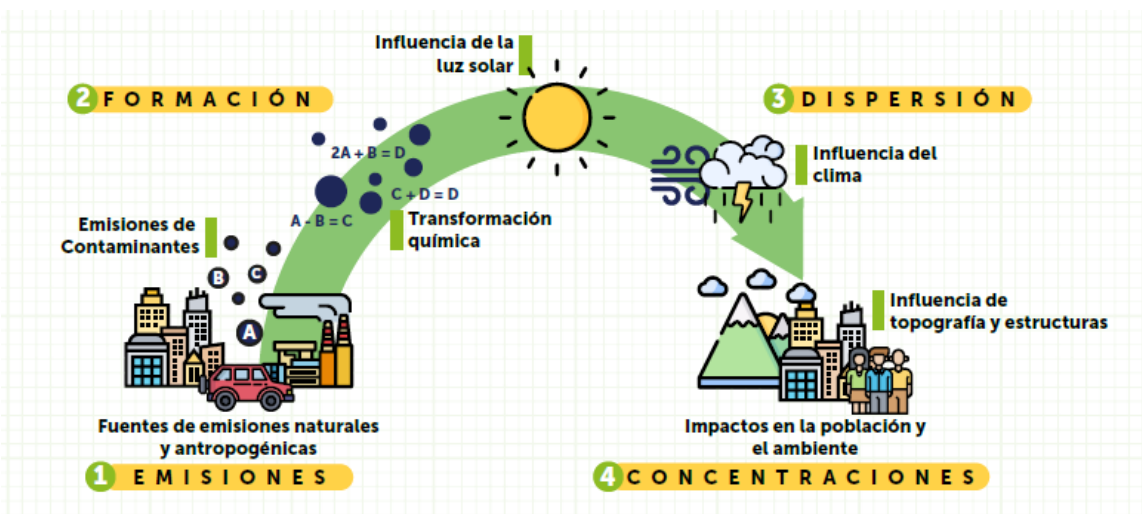 Influencia de la
luz solar
2 FORMACIÓN
3 DISPERSIÓN
2A + B = D
C + D = D
A - B = C
Transformación
química
Influencia del
clima
Emisiones de
Contaminantes
B
C
A
Influencia de
topografía y estructuras
Fuentes de emisiones naturales
y antropogénicas
1 EMISIONES
Impactos en la población y
el ambiente
4 CONCENTRACIONES